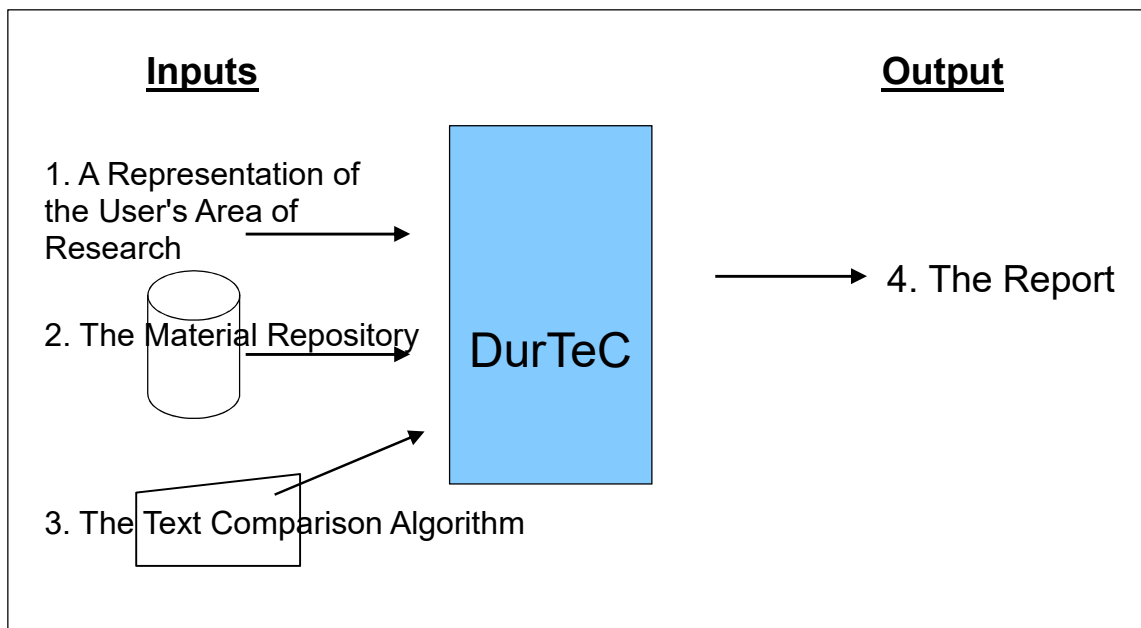 Inputs
Output
1. A Representation of
the User's Area of
Research
2. The Material Repository
3. The Text Comparison Algorithm
DurTeC
4. The Report